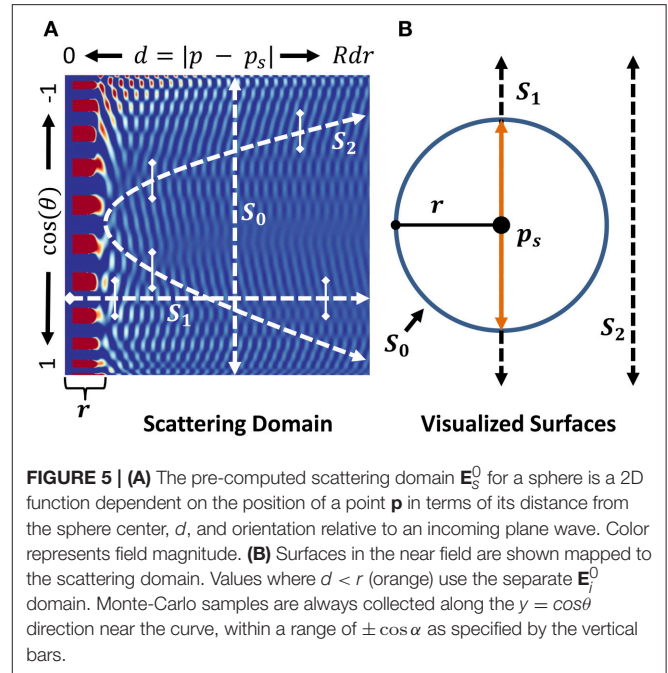 A
B
0 ← d = |p − p_s| → Rdr
-1
cos(θ)
1
S_2
S_0
S_1
r
Scattering Domain
S_1
r
p_s
S_2
S_0
Visualized Surfaces
FIGURE 5 | (A) The pre-computed scattering domain E_s^0 for a sphere is a 2D
function dependent on the position of a point p in terms of its distance from
the sphere center, d, and orientation relative to an incoming plane wave. Color
represents field magnitude. (B) Surfaces in the near field are shown mapped to
the scattering domain. Values where d < r (orange) use the separate E_i^0
domain. Monte-Carlo samples are always collected along the y = cosθ
direction near the curve, within a range of ± cos α as specified by the vertical
bars.